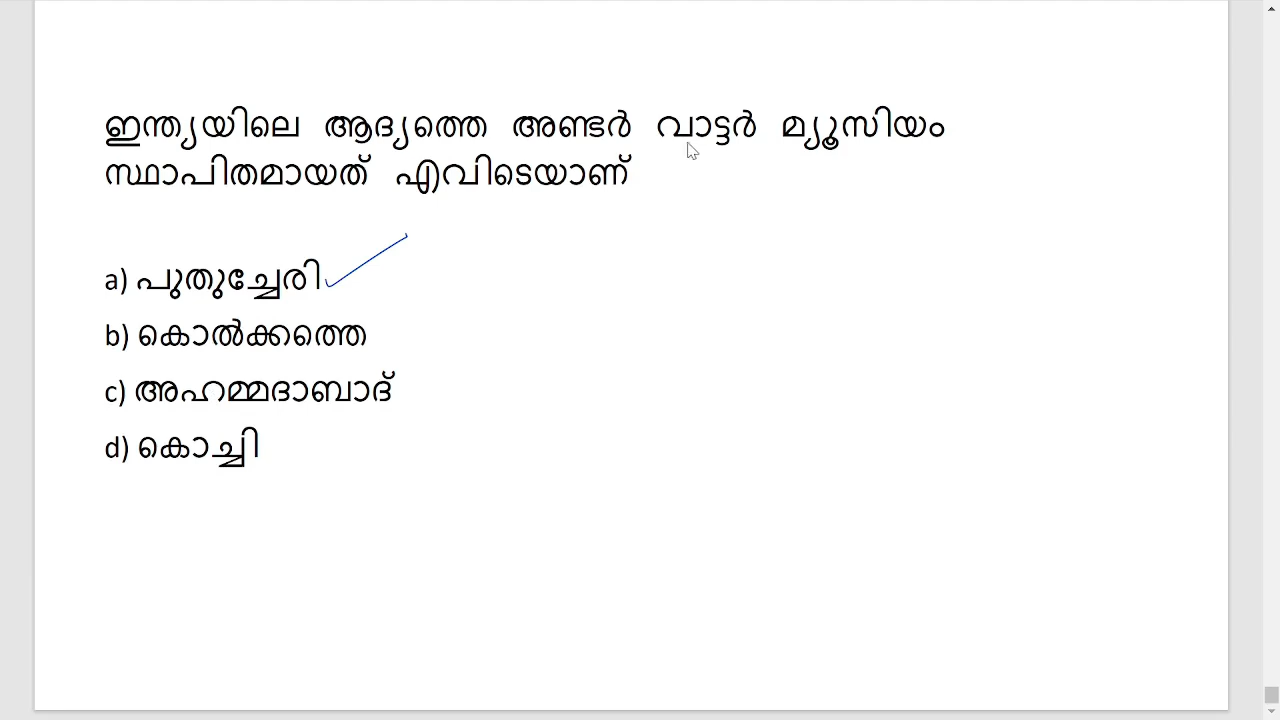 ഇന്ത്യയിലെ ആദ്യത്തെ അണ്ടർ വാട്ടർ മ്യൂസിയം
സ്ഥാപിതമായത് എവിടെയാണ്
a) പുതുച്ചേരി
b) കൊൽക്കത്തെ
c) അഹമ്മദാബാദ്
d) കൊച്ചി